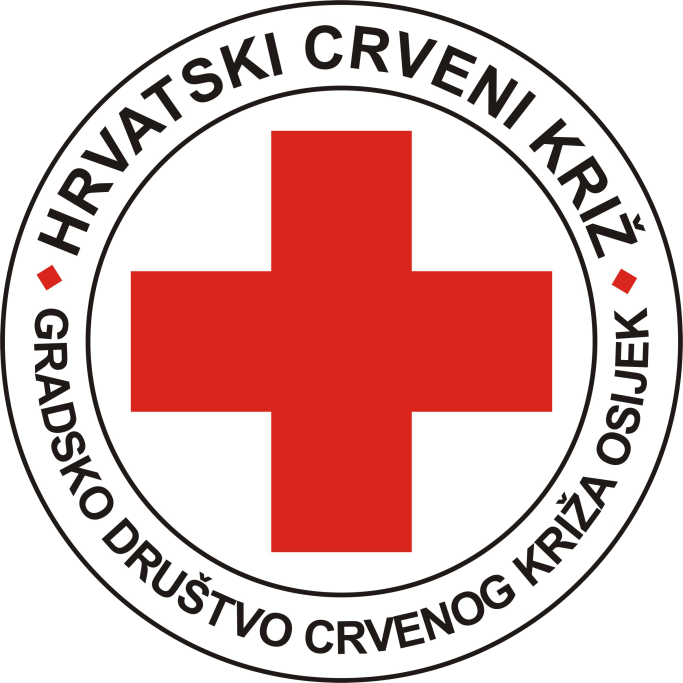 HRVATSKI CRVENI KRIŽ
GRADSKO DRUŠTVO CRVENOG KRIŽA OSIJEK